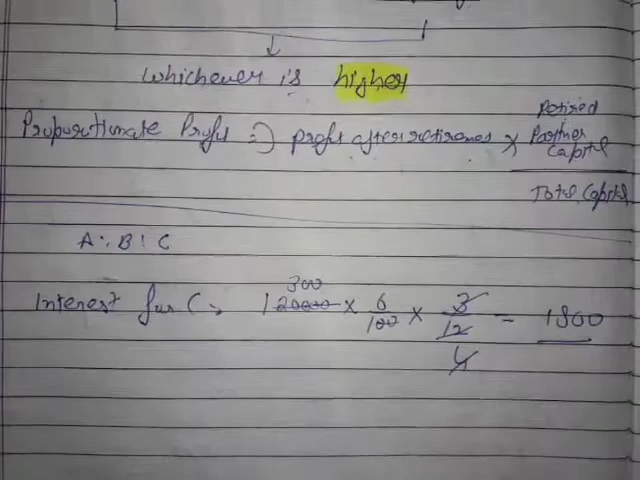 Whichever is higher
Proportionate Profit => profit after retirement × Retired Partner Capital / Total Capital
A : B : C
300
Interest for C => 120000 × 6/100 × 3/12 = 1800
4